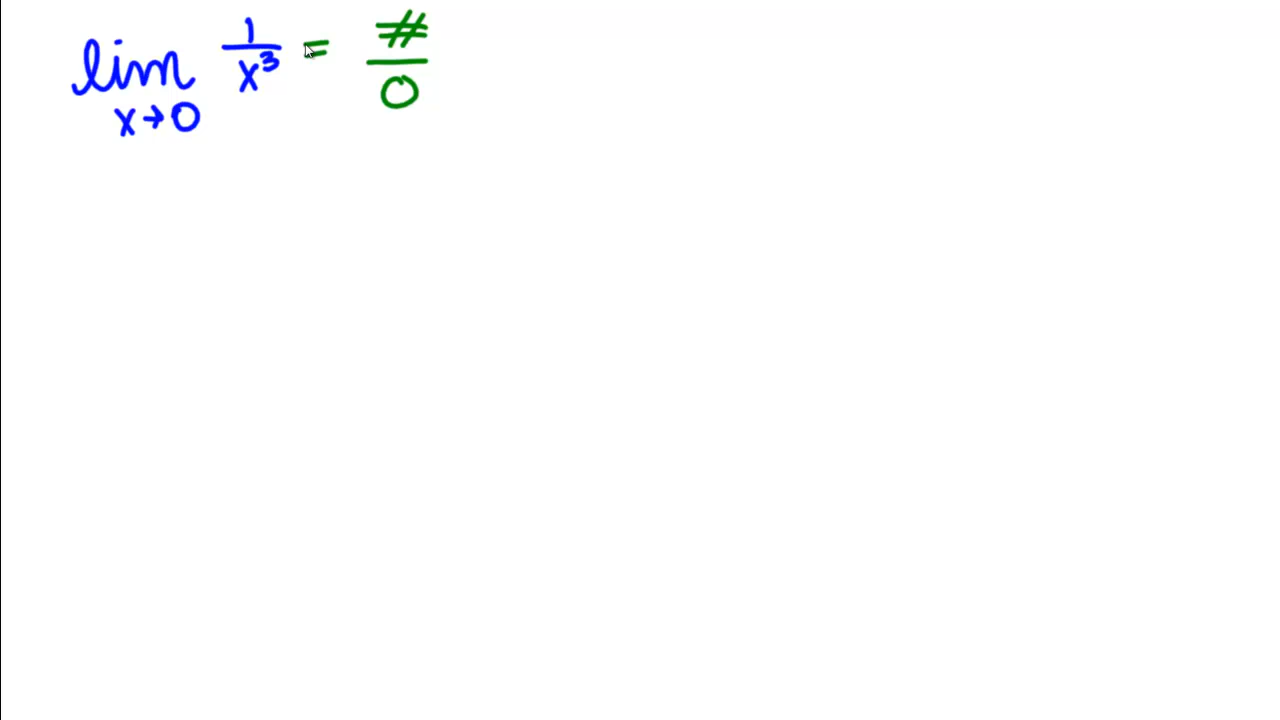 lim 1/x³ = #/0
x→0